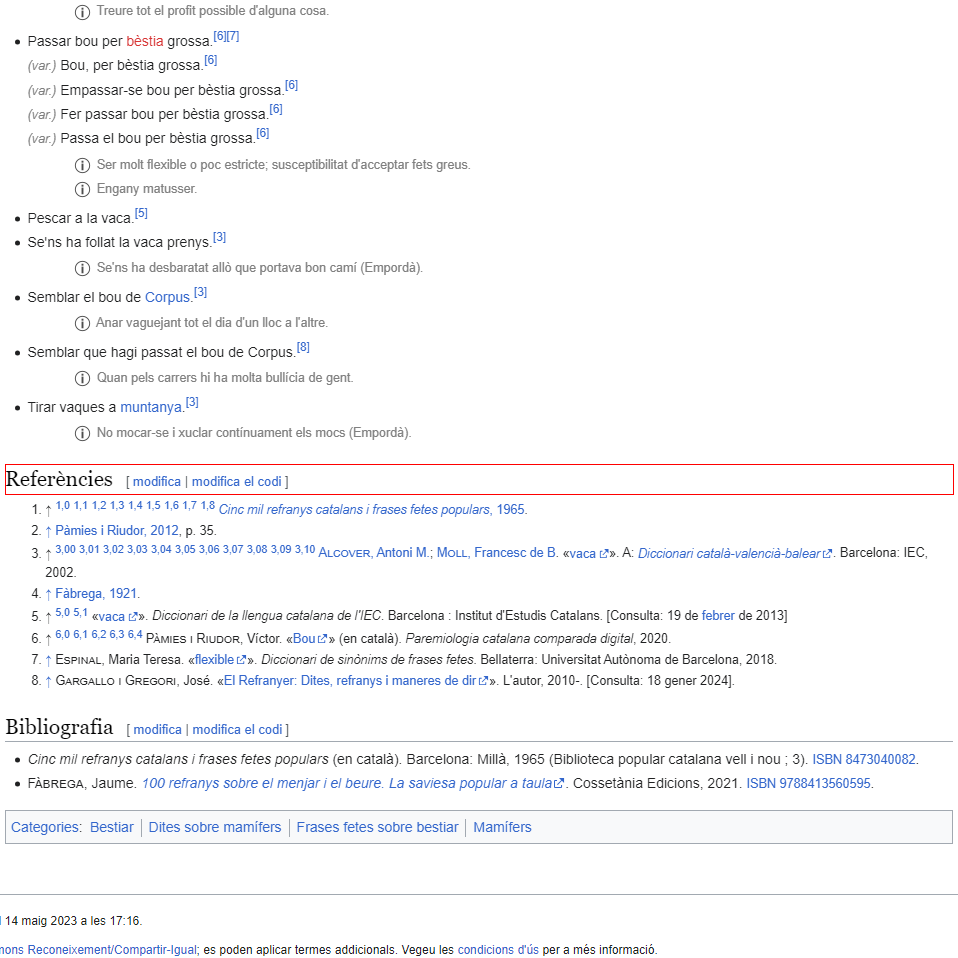 Treure tot el profit possible d'alguna cosa.
Passar bou per bèstia grossa.[6][7]
(var.) Bou, per bèstia grossa.[6]
(var.) Empassar-se bou per bèstia grossa.[6]
(var.) Fer passar bou per bèstia grossa.[6]
(var.) Passa el bou per bèstia grossa.[6]
Ser molt flexible o poc estricte; susceptibilitat d'acceptar fets greus.
Engany matusser.
Pescar a la vaca.[5]
Se'ns ha follat la vaca prenys.[3]
Se'ns ha desbaratat allò que portava bon camí (Empordà).
Semblar el bou de Corpus.[3]
Anar vaguejant tot el dia d'un lloc a l'altre.
Semblar que hagi passat el bou de Corpus.[8]
Quan pels carrers hi ha molta bullícia de gent.
Tirar vaques a muntanya.[3]
No mocar-se i xuclar contínuament els mocs (Empordà).
Referències [ modifica | modifica el codi ]
1. ↑ 1,0 1,1 1,2 1,3 1,4 1,5 1,6 1,7 1,8 Cinc mil refranys catalans i frases fetes populars, 1965.
2. ↑ Pàmies i Riudor, 2012, p. 35.
3. ↑ 3,00 3,01 3,02 3,03 3,04 3,05 3,06 3,07 3,08 3,09 3,10 ALCOVER, Antoni M.; MOLL, Francesc de B. «vaca». A: Diccionari català-valencià-balear. Barcelona: IEC,
2002.
4. ↑ Fàbrega, 1921.
5. ↑ 5,0 5,1 «vaca». Diccionari de la llengua catalana de l'IEC. Barcelona : Institut d'Estudis Catalans. [Consulta: 19 de febrer de 2013]
6. ↑ 6,0 6,1 6,2 6,3 6,4 PÀMIES I RIUDOR, Víctor. «Bou» (en català). Paremiologia catalana comparada digital, 2020.
7. ↑ ESPINAL, Maria Teresa. «flexible». Diccionari de sinònims de frases fetes. Bellaterra: Universitat Autònoma de Barcelona, 2018.
8. ↑ GARGALLO I GREGORI, José. «El Refranyer: Dites, refranys i maneres de dir». L'autor, 2010-. [Consulta: 18 gener 2024].
Bibliografia [ modifica | modifica el codi ]
Cinc mil refranys catalans i frases fetes populars (en català). Barcelona: Millà, 1965 (Biblioteca popular catalana vell i nou ; 3). ISBN 8473040082.
FÀBREGA, Jaume. 100 refranys sobre el menjar i el beure. La saviesa popular a taula. Cossetània Edicions, 2021. ISBN 9788413560595.
Categories: Bestiar | Dites sobre mamífers | Frases fetes sobre bestiar | Mamífers
14 maig 2023 a les 17:16.
mons Reconeixement/Compartir-Igual; es poden aplicar termes addicionals. Vegeu les condicions d'ús per a més informació.